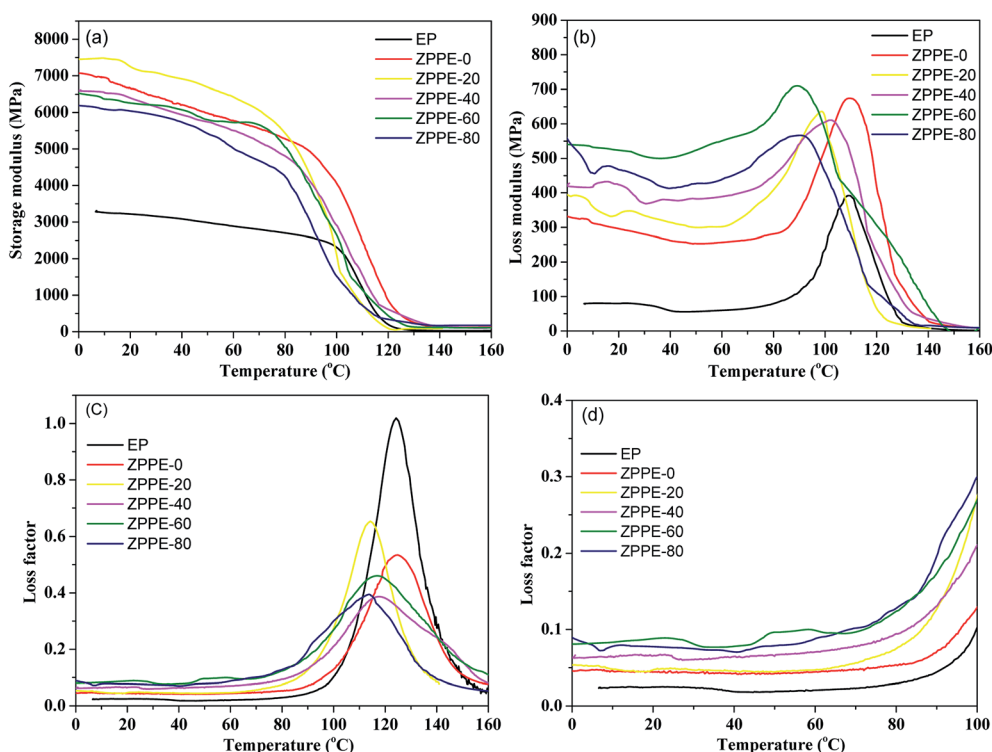 (a)
EP
ZPPE-0
ZPPE-20
ZPPE-40
ZPPE-60
ZPPE-80
8000
7000
6000
5000
4000
3000
2000
1000
0
Storage modulus (MPa)
0 20 40 60 80 100 120 140 160
Temperature (°C)
(b)
EP
ZPPE-0
ZPPE-20
ZPPE-40
ZPPE-60
ZPPE-80
900
800
700
600
500
400
300
200
100
0
Loss modulus (MPa)
0 20 40 60 80 100 120 140 160
Temperature (°C)
(C)
EP
ZPPE-0
ZPPE-20
ZPPE-40
ZPPE-60
ZPPE-80
1.0
0.8
0.6
0.4
0.2
0.0
Loss factor
0 20 40 60 80 100 120 140 160
Temperature (°C)
(d)
EP
ZPPE-0
ZPPE-20
ZPPE-40
ZPPE-60
ZPPE-80
0.4
0.3
0.2
0.1
0.0
Loss factor
0 20 40 60 80 100
Temperature (°C)